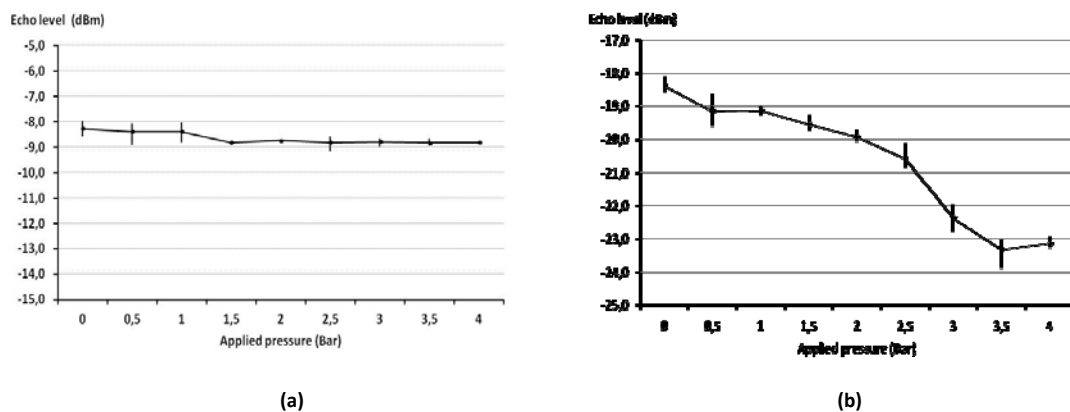 Echo level (dBm)
-5,0
-6,0
-7,0
-8,0
-9,0
-10,0
-11,0
-12,0
-13,0
-14,0
-15,0
0 0,5 1 1,5 2 2,5 3 3,5 4
Applied pressure (Bar)
(a)
Echo level (dBm)
-17,0
-18,0
-19,0
-20,0
-21,0
-22,0
-23,0
-24,0
-25,0
0 0,5 1 1,5 2 2,5 3 3,5 4
Applied pressure (Bar)
(b)